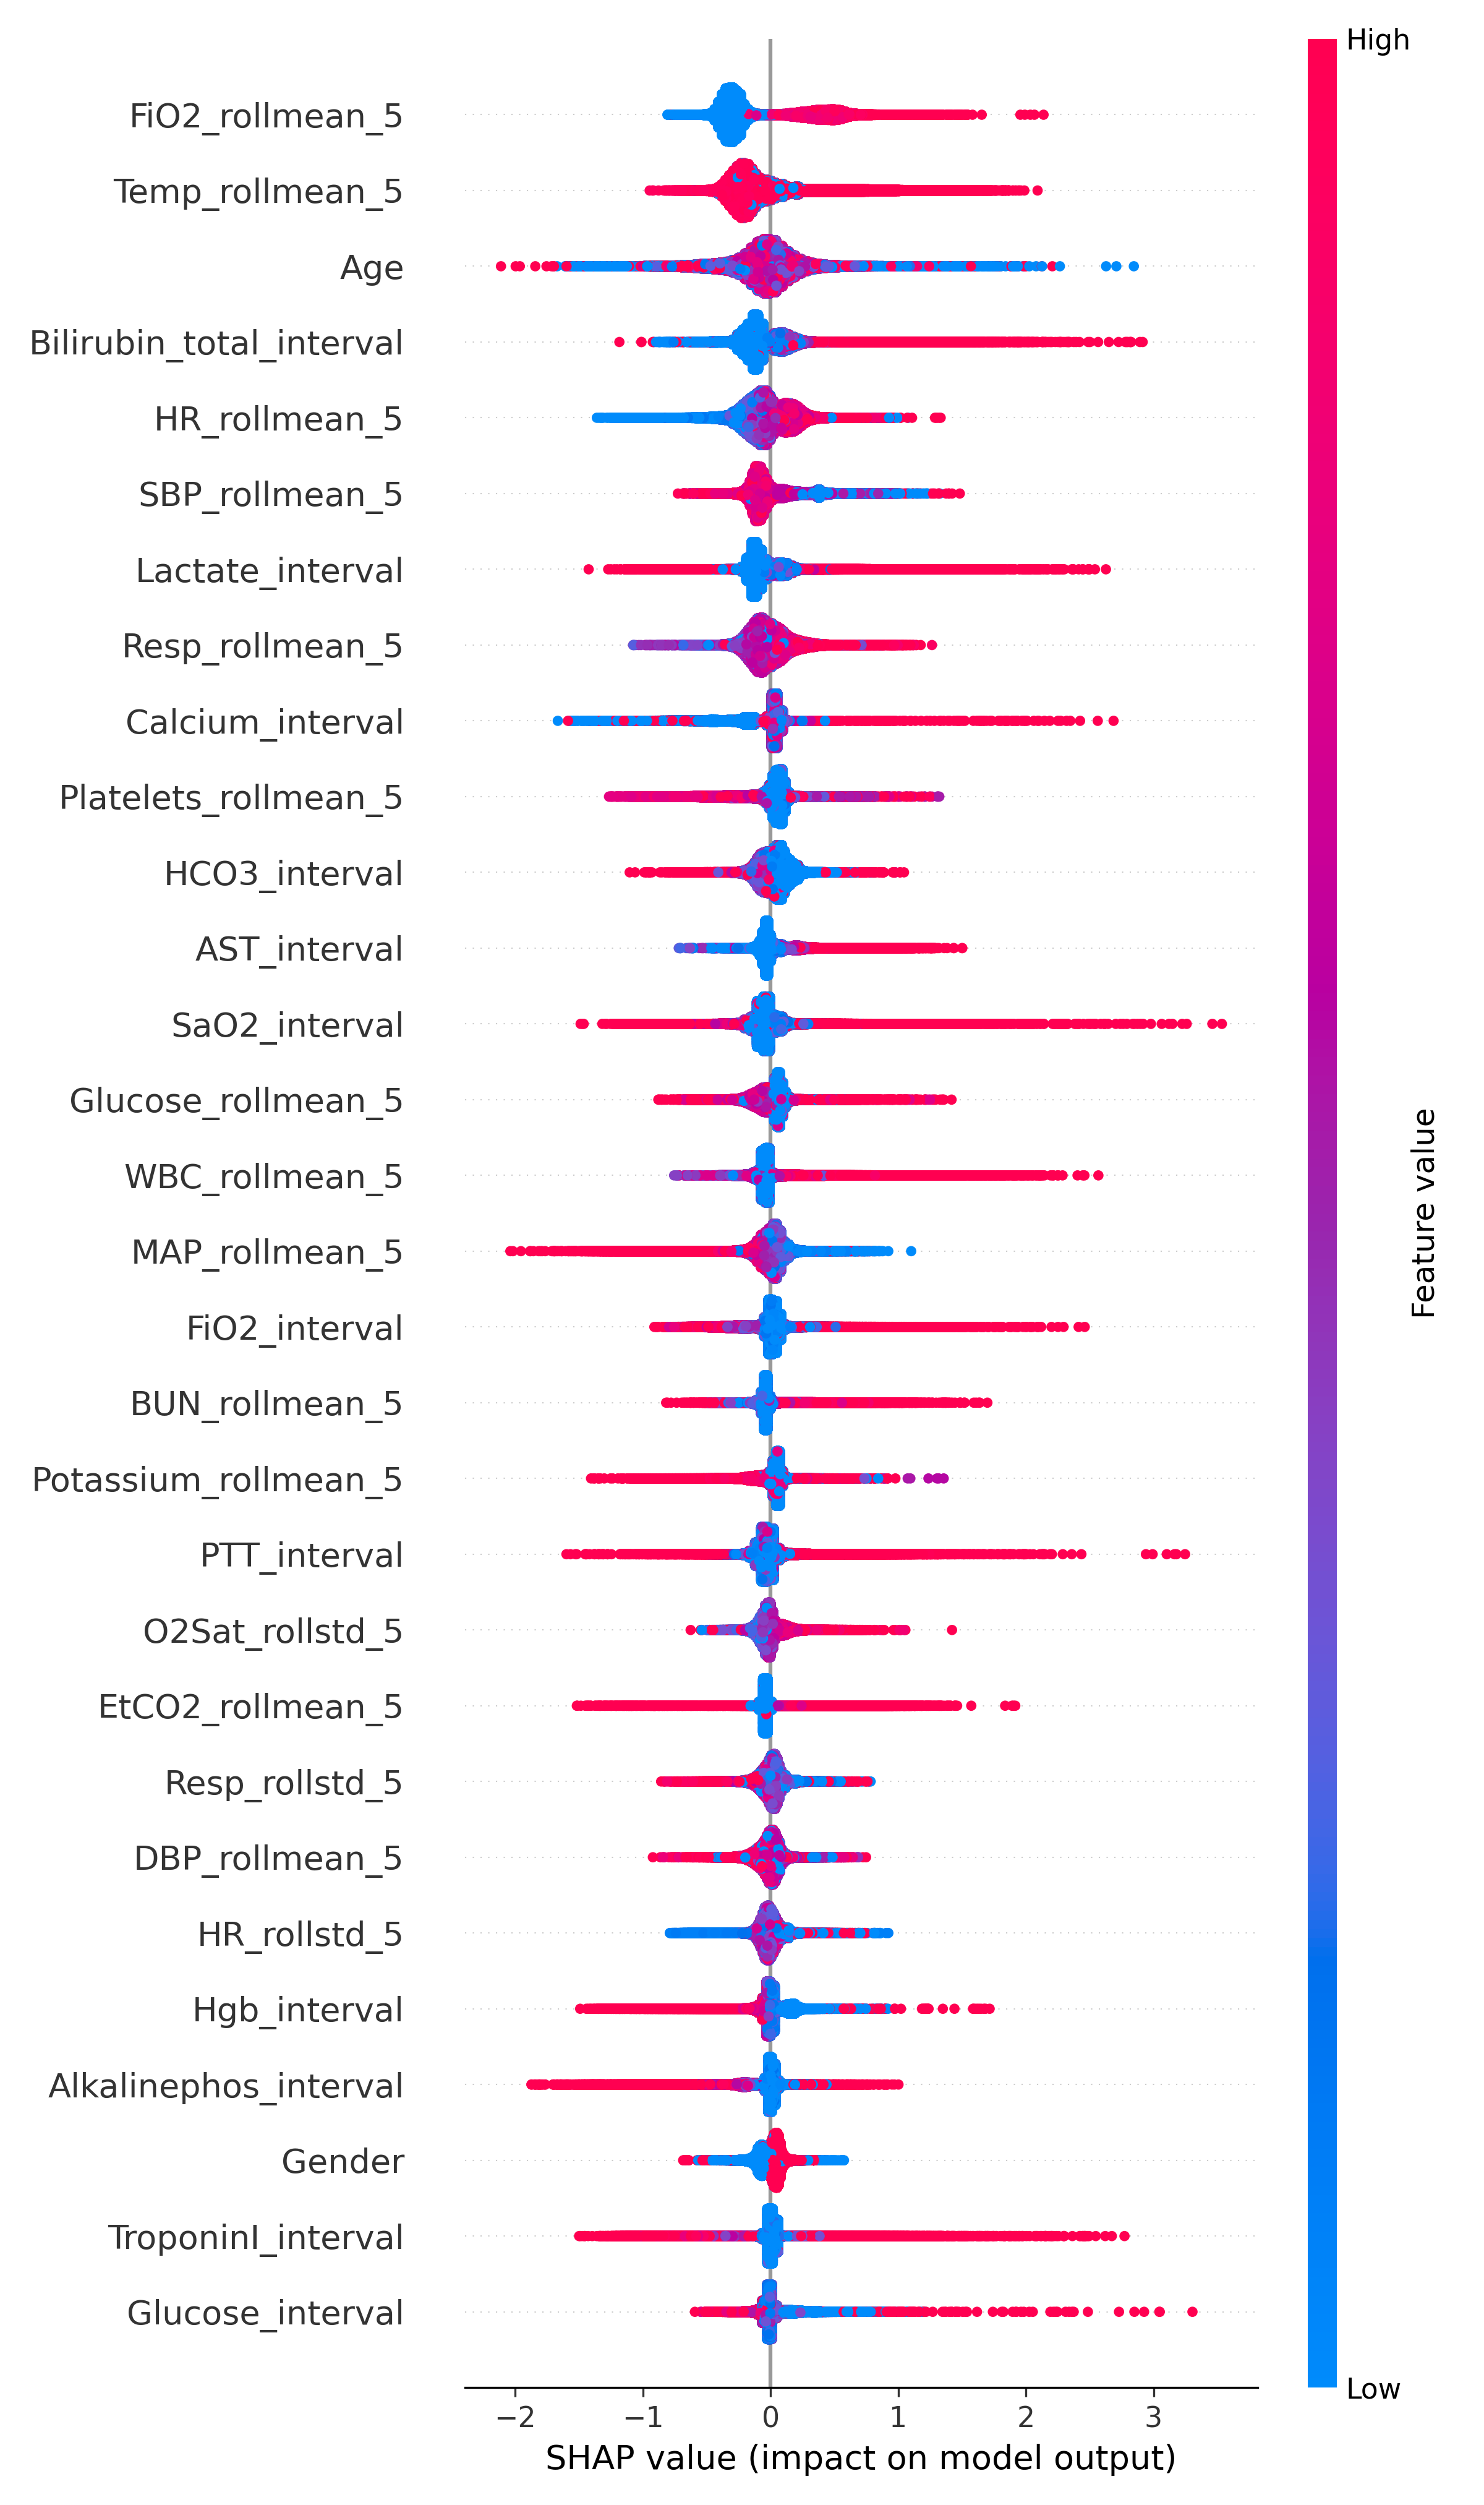 High
FiO2_rollmean_5
Temp_rollmean_5
Age
Bilirubin_total_interval
HR_rollmean_5
SBP_rollmean_5
Lactate_interval
Resp_rollmean_5
Calcium_interval
Platelets_rollmean_5
HCO3_interval
AST_interval
SaO2_interval
Glucose_rollmean_5
WBC_rollmean_5
MAP_rollmean_5
FiO2_interval
BUN_rollmean_5
Potassium_rollmean_5
PTT_interval
O2Sat_rollstd_5
EtCO2_rollmean_5
Resp_rollstd_5
DBP_rollmean_5
HR_rollstd_5
Hgb_interval
Alkalinephos_interval
Gender
TroponinI_interval
Glucose_interval
Feature value
Low
−2 −1 0 1 2 3
SHAP value (impact on model output)